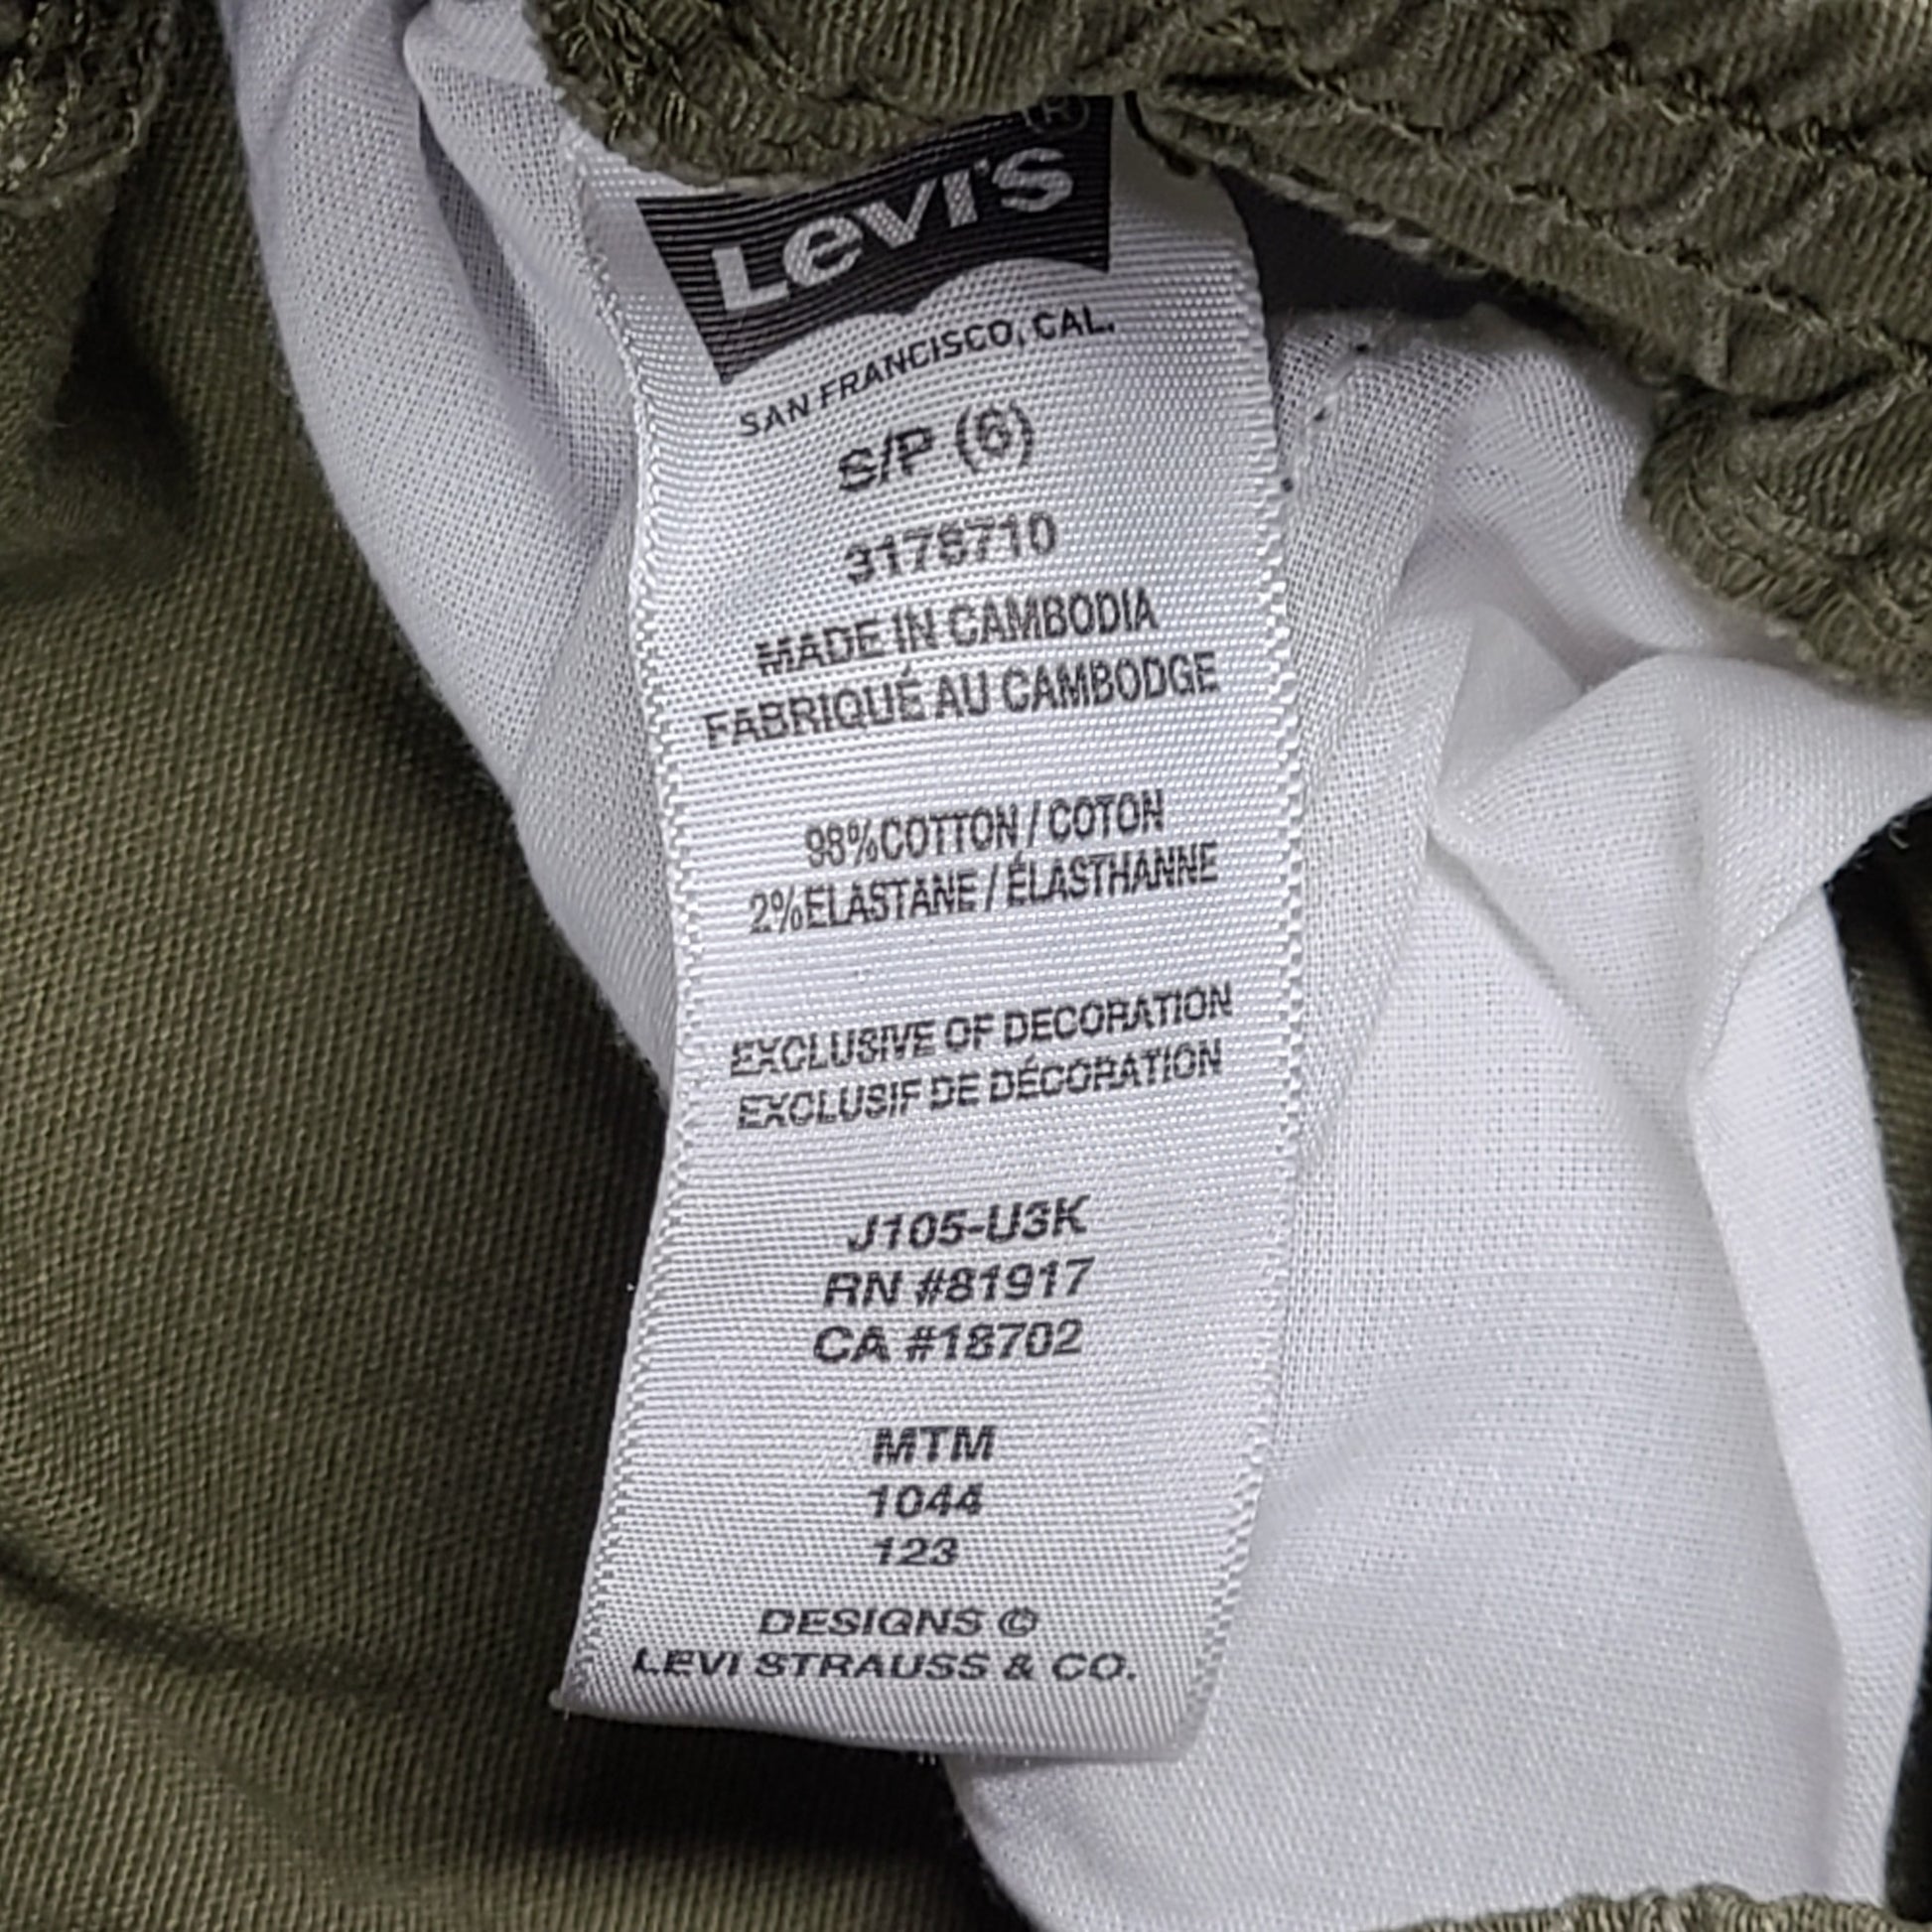 ®
LEVI'S
SAN FRANCISCO, CAL.
S/P (6)
3178710
MADE IN CAMBODIA
FABRIQUÉ AU CAMBODGE
98%COTTON / COTON
2%ELASTANE / ÉLASTHANNE
EXCLUSIVE OF DECORATION
EXCLUSIF DE DÉCORATION
J105-U3K
RN #81917
CA #18702
MTM
1044
123
DESIGNS ©
LEVI STRAUSS & CO.